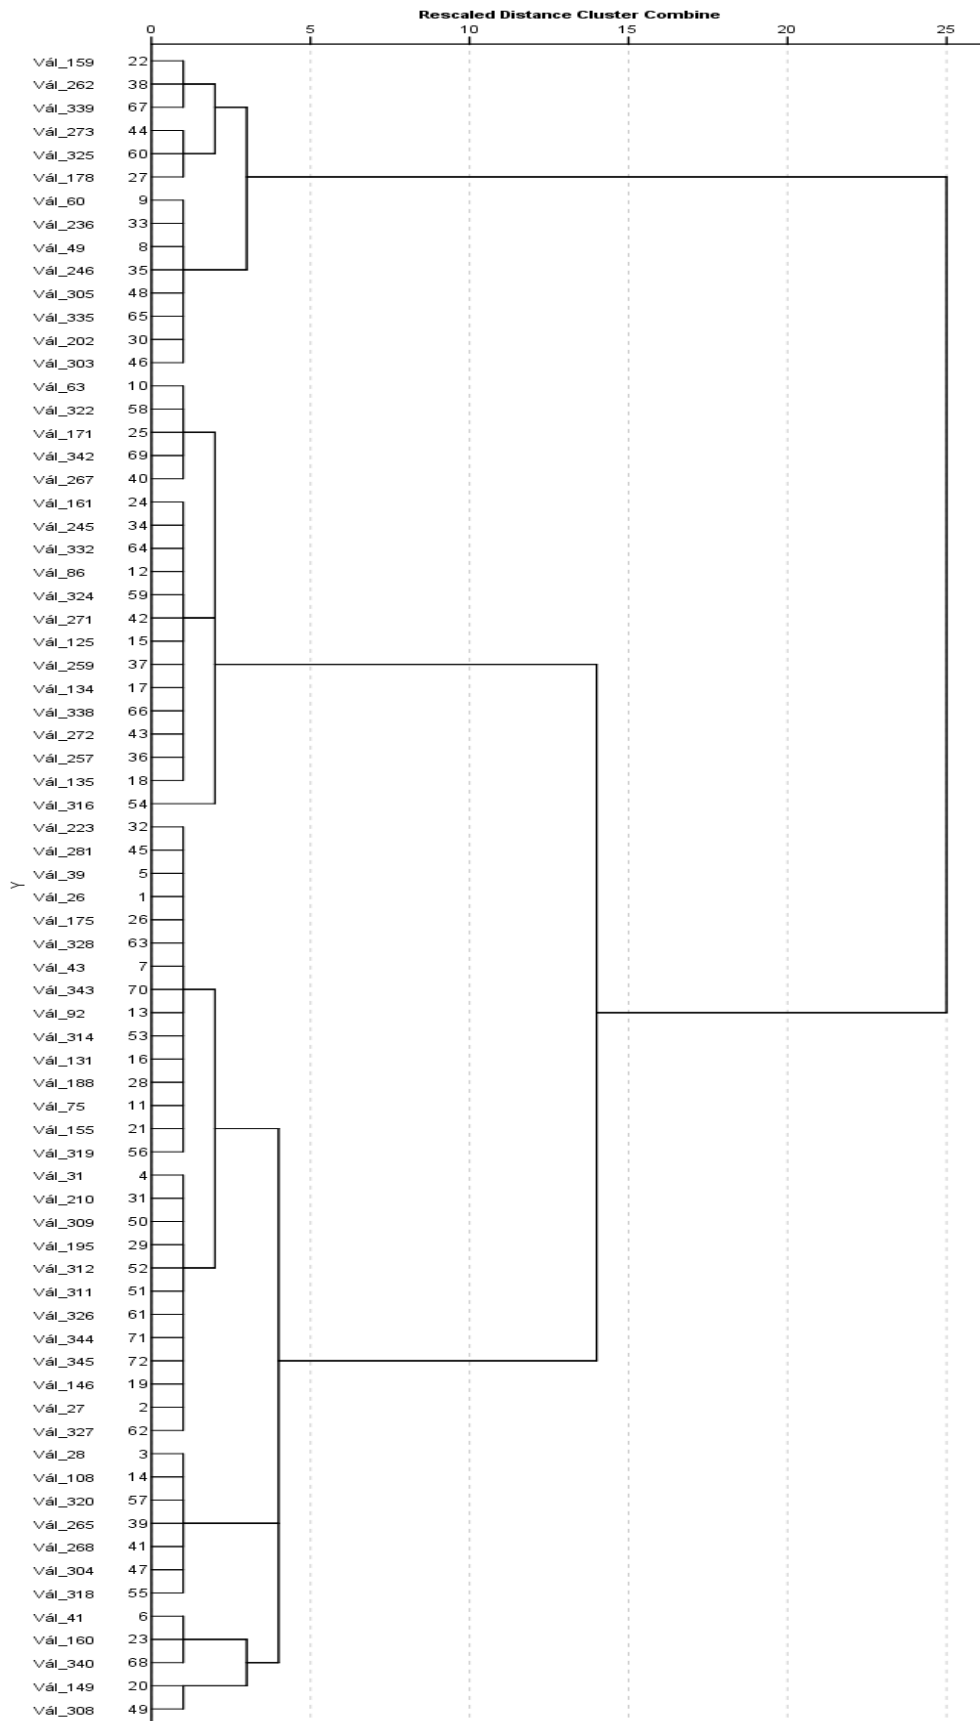 Rescaled Distance Cluster Combine
0 5 10 15 20 25
Vál_159 22
Vál_262 38
Vál_339 67
Vál_273 44
Vál_325 60
Vál_178 27
Vál_60 9
Vál_236 33
Vál_49 8
Vál_246 35
Vál_305 48
Vál_335 65
Vál_202 30
Vál_303 46
Vál_63 10
Vál_322 58
Vál_171 25
Vál_342 69
Vál_267 40
Vál_161 24
Vál_245 34
Vál_332 64
Vál_86 12
Vál_324 59
Vál_271 42
Vál_125 15
Vál_259 37
Vál_134 17
Vál_338 66
Vál_272 43
Vál_257 36
Vál_135 18
Vál_316 54
Vál_223 32
Vál_281 45
Vál_39 5
Y
Vál_26 1
Vál_175 26
Vál_328 63
Vál_43 7
Vál_343 70
Vál_92 13
Vál_314 53
Vál_131 16
Vál_188 28
Vál_75 11
Vál_155 21
Vál_319 56
Vál_31 4
Vál_210 31
Vál_309 50
Vál_195 29
Vál_312 52
Vál_311 51
Vál_326 61
Vál_344 71
Vál_345 72
Vál_146 19
Vál_27 2
Vál_327 62
Vál_28 3
Vál_108 14
Vál_320 57
Vál_265 39
Vál_268 41
Vál_304 47
Vál_318 55
Vál_41 6
Vál_160 23
Vál_340 68
Vál_149 20
Vál_308 49